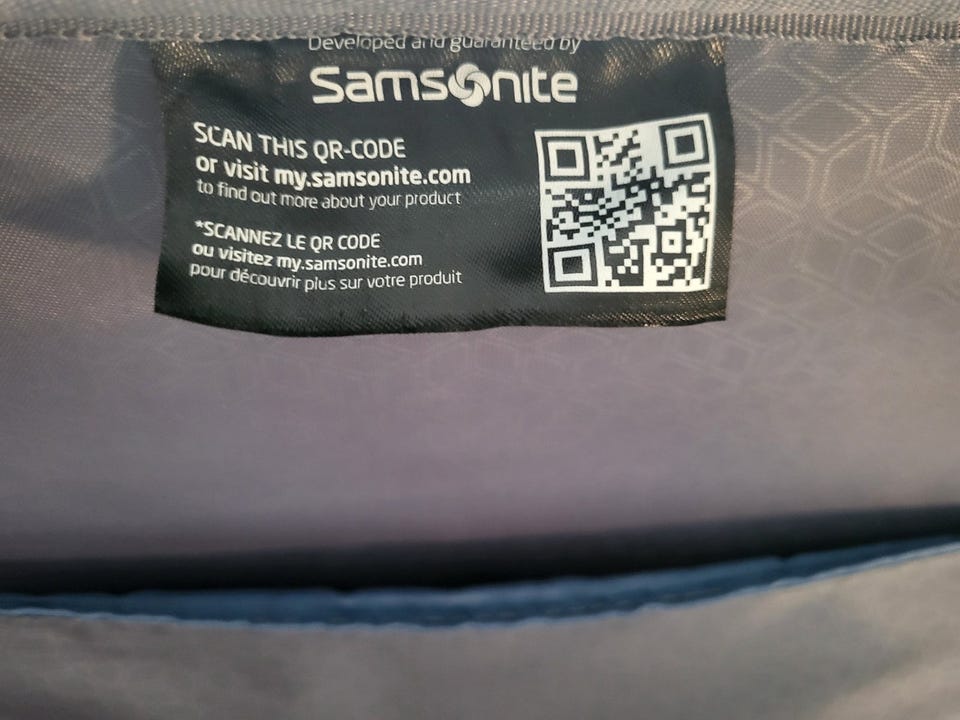 Developed and guaranteed by
Samsonite
SCAN THIS QR-CODE
or visit my.samsonite.com
to find out more about your product
*SCANNEZ LE QR CODE
ou visitez my.samsonite.com
pour découvrir plus sur votre produit